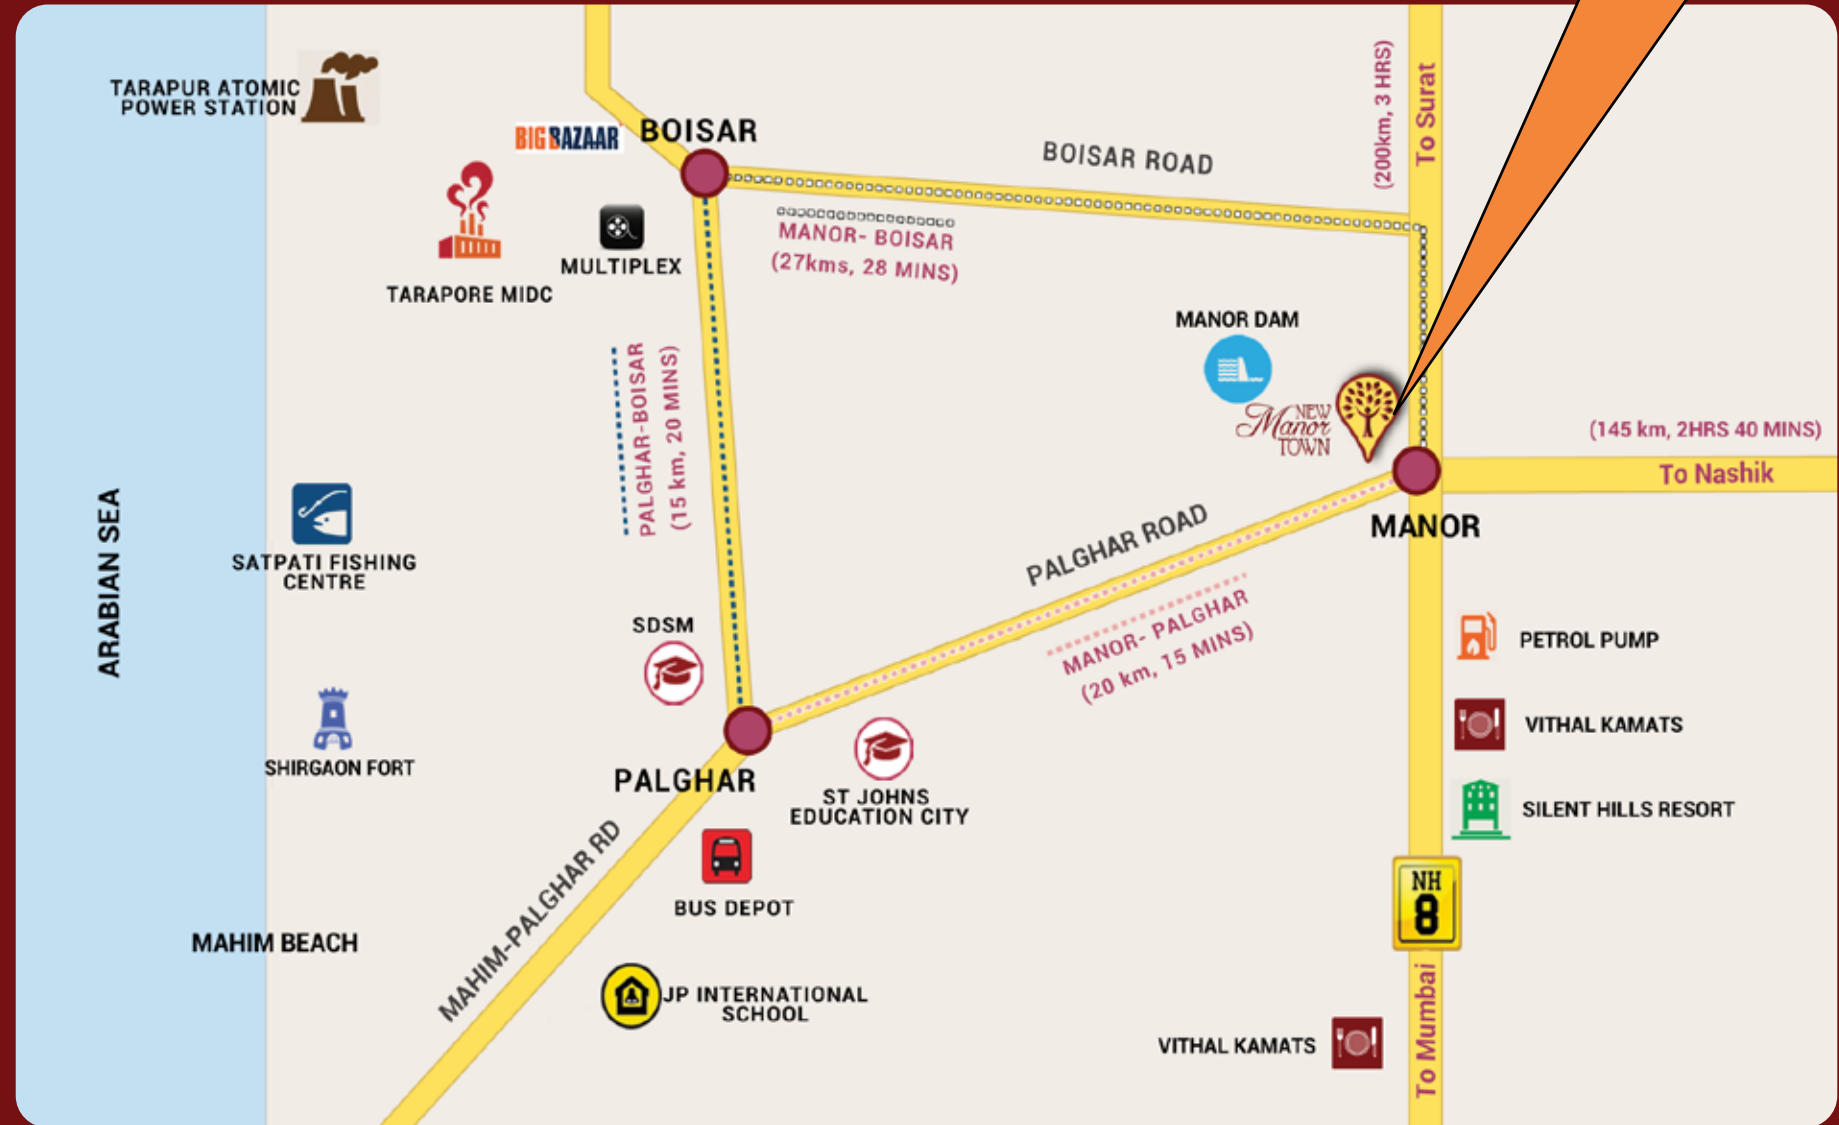 TARAPUR ATOMIC
POWER STATION
BIG BAZAAR
BOISAR
BOISAR ROAD
(200km, 3 HRS)
To Surat
TARAPORE MIDC
MULTIPLEX
MANOR- BOISAR
(27kms, 28 MINS)
MANOR DAM
NEW
Manor
TOWN
PALGHAR-BOISAR
(15 km, 20 MINS)
(145 km, 2HRS 40 MINS)
To Nashik
MANOR
ARABIAN SEA
SATPATI FISHING
CENTRE
PALGHAR ROAD
MANOR- PALGHAR
(20 km, 15 MINS)
SDSM
PETROL PUMP
SHIRGAON FORT
PALGHAR
ST JOHNS
EDUCATION CITY
VITHAL KAMATS
SILENT HILLS RESORT
MAHIM-PALGHAR RD
BUS DEPOT
NH
8
MAHIM BEACH
JP INTERNATIONAL
SCHOOL
VITHAL KAMATS
To Mumbai